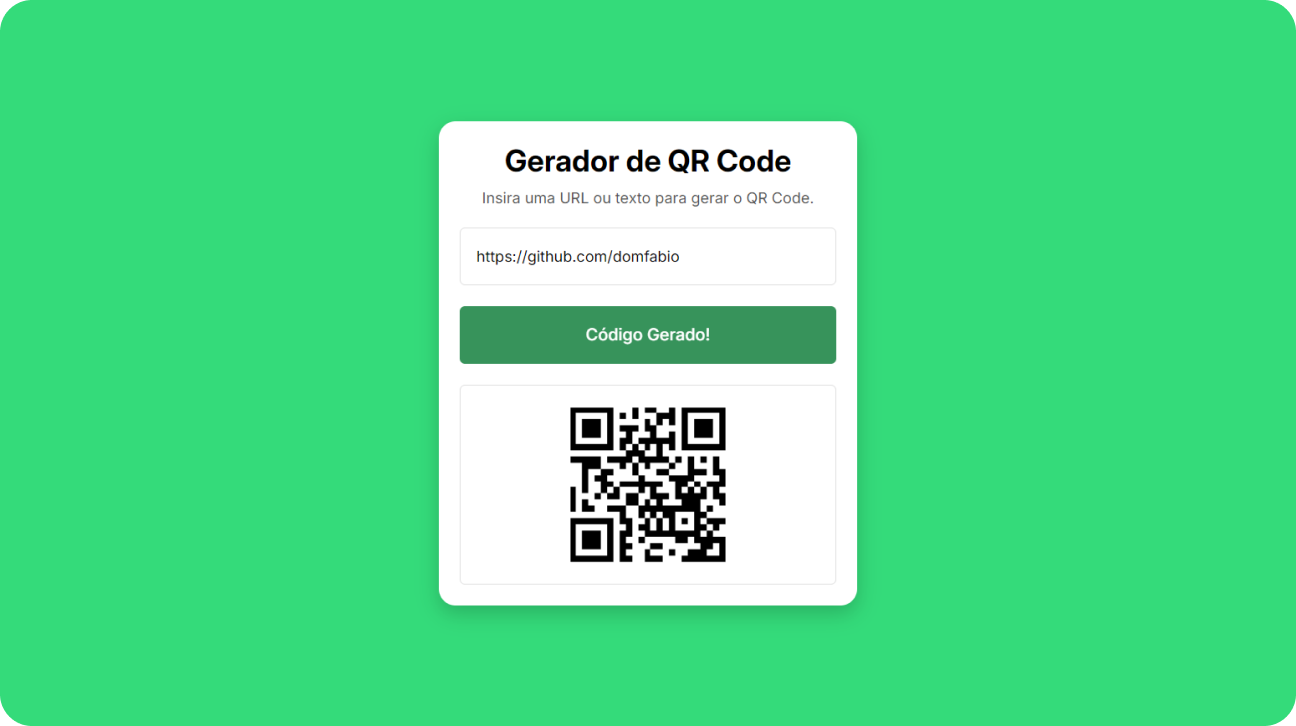 Gerador de QR Code
Insira uma URL ou texto para gerar o QR Code.
https://github.com/domfabio
Código Gerado!